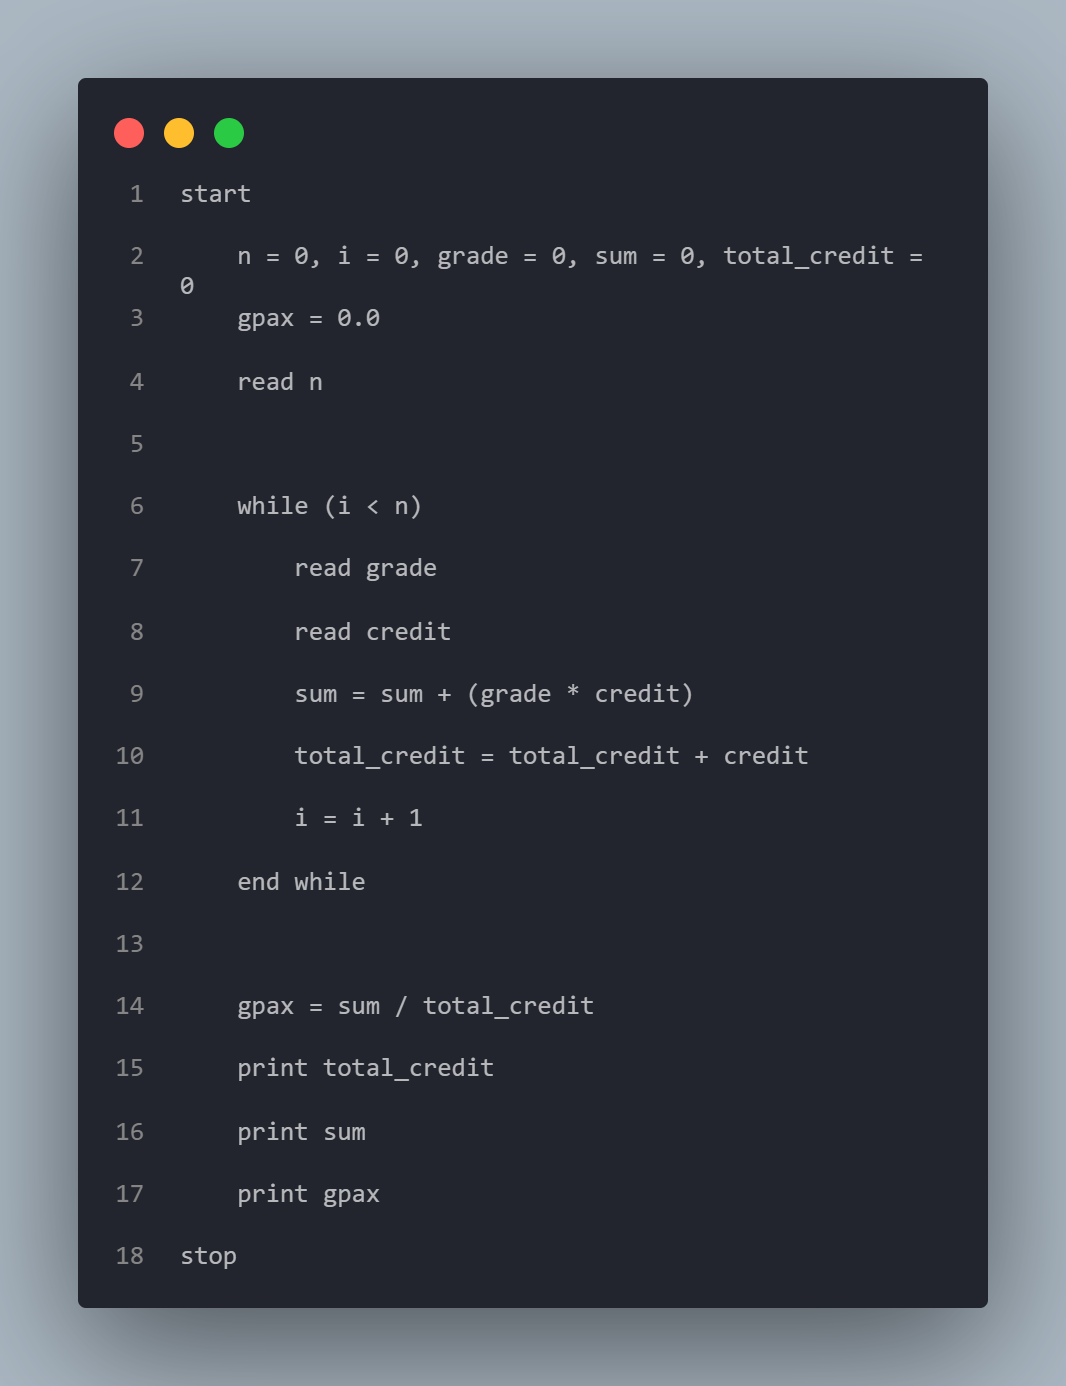 1 start
2     n = 0, i = 0, grade = 0, sum = 0, total_credit =
0
3     gpax = 0.0
4     read n
5
6     while (i < n)
7         read grade
8         read credit
9         sum = sum + (grade * credit)
10         total_credit = total_credit + credit
11         i = i + 1
12     end while
13
14     gpax = sum / total_credit
15     print total_credit
16     print sum
17     print gpax
18 stop